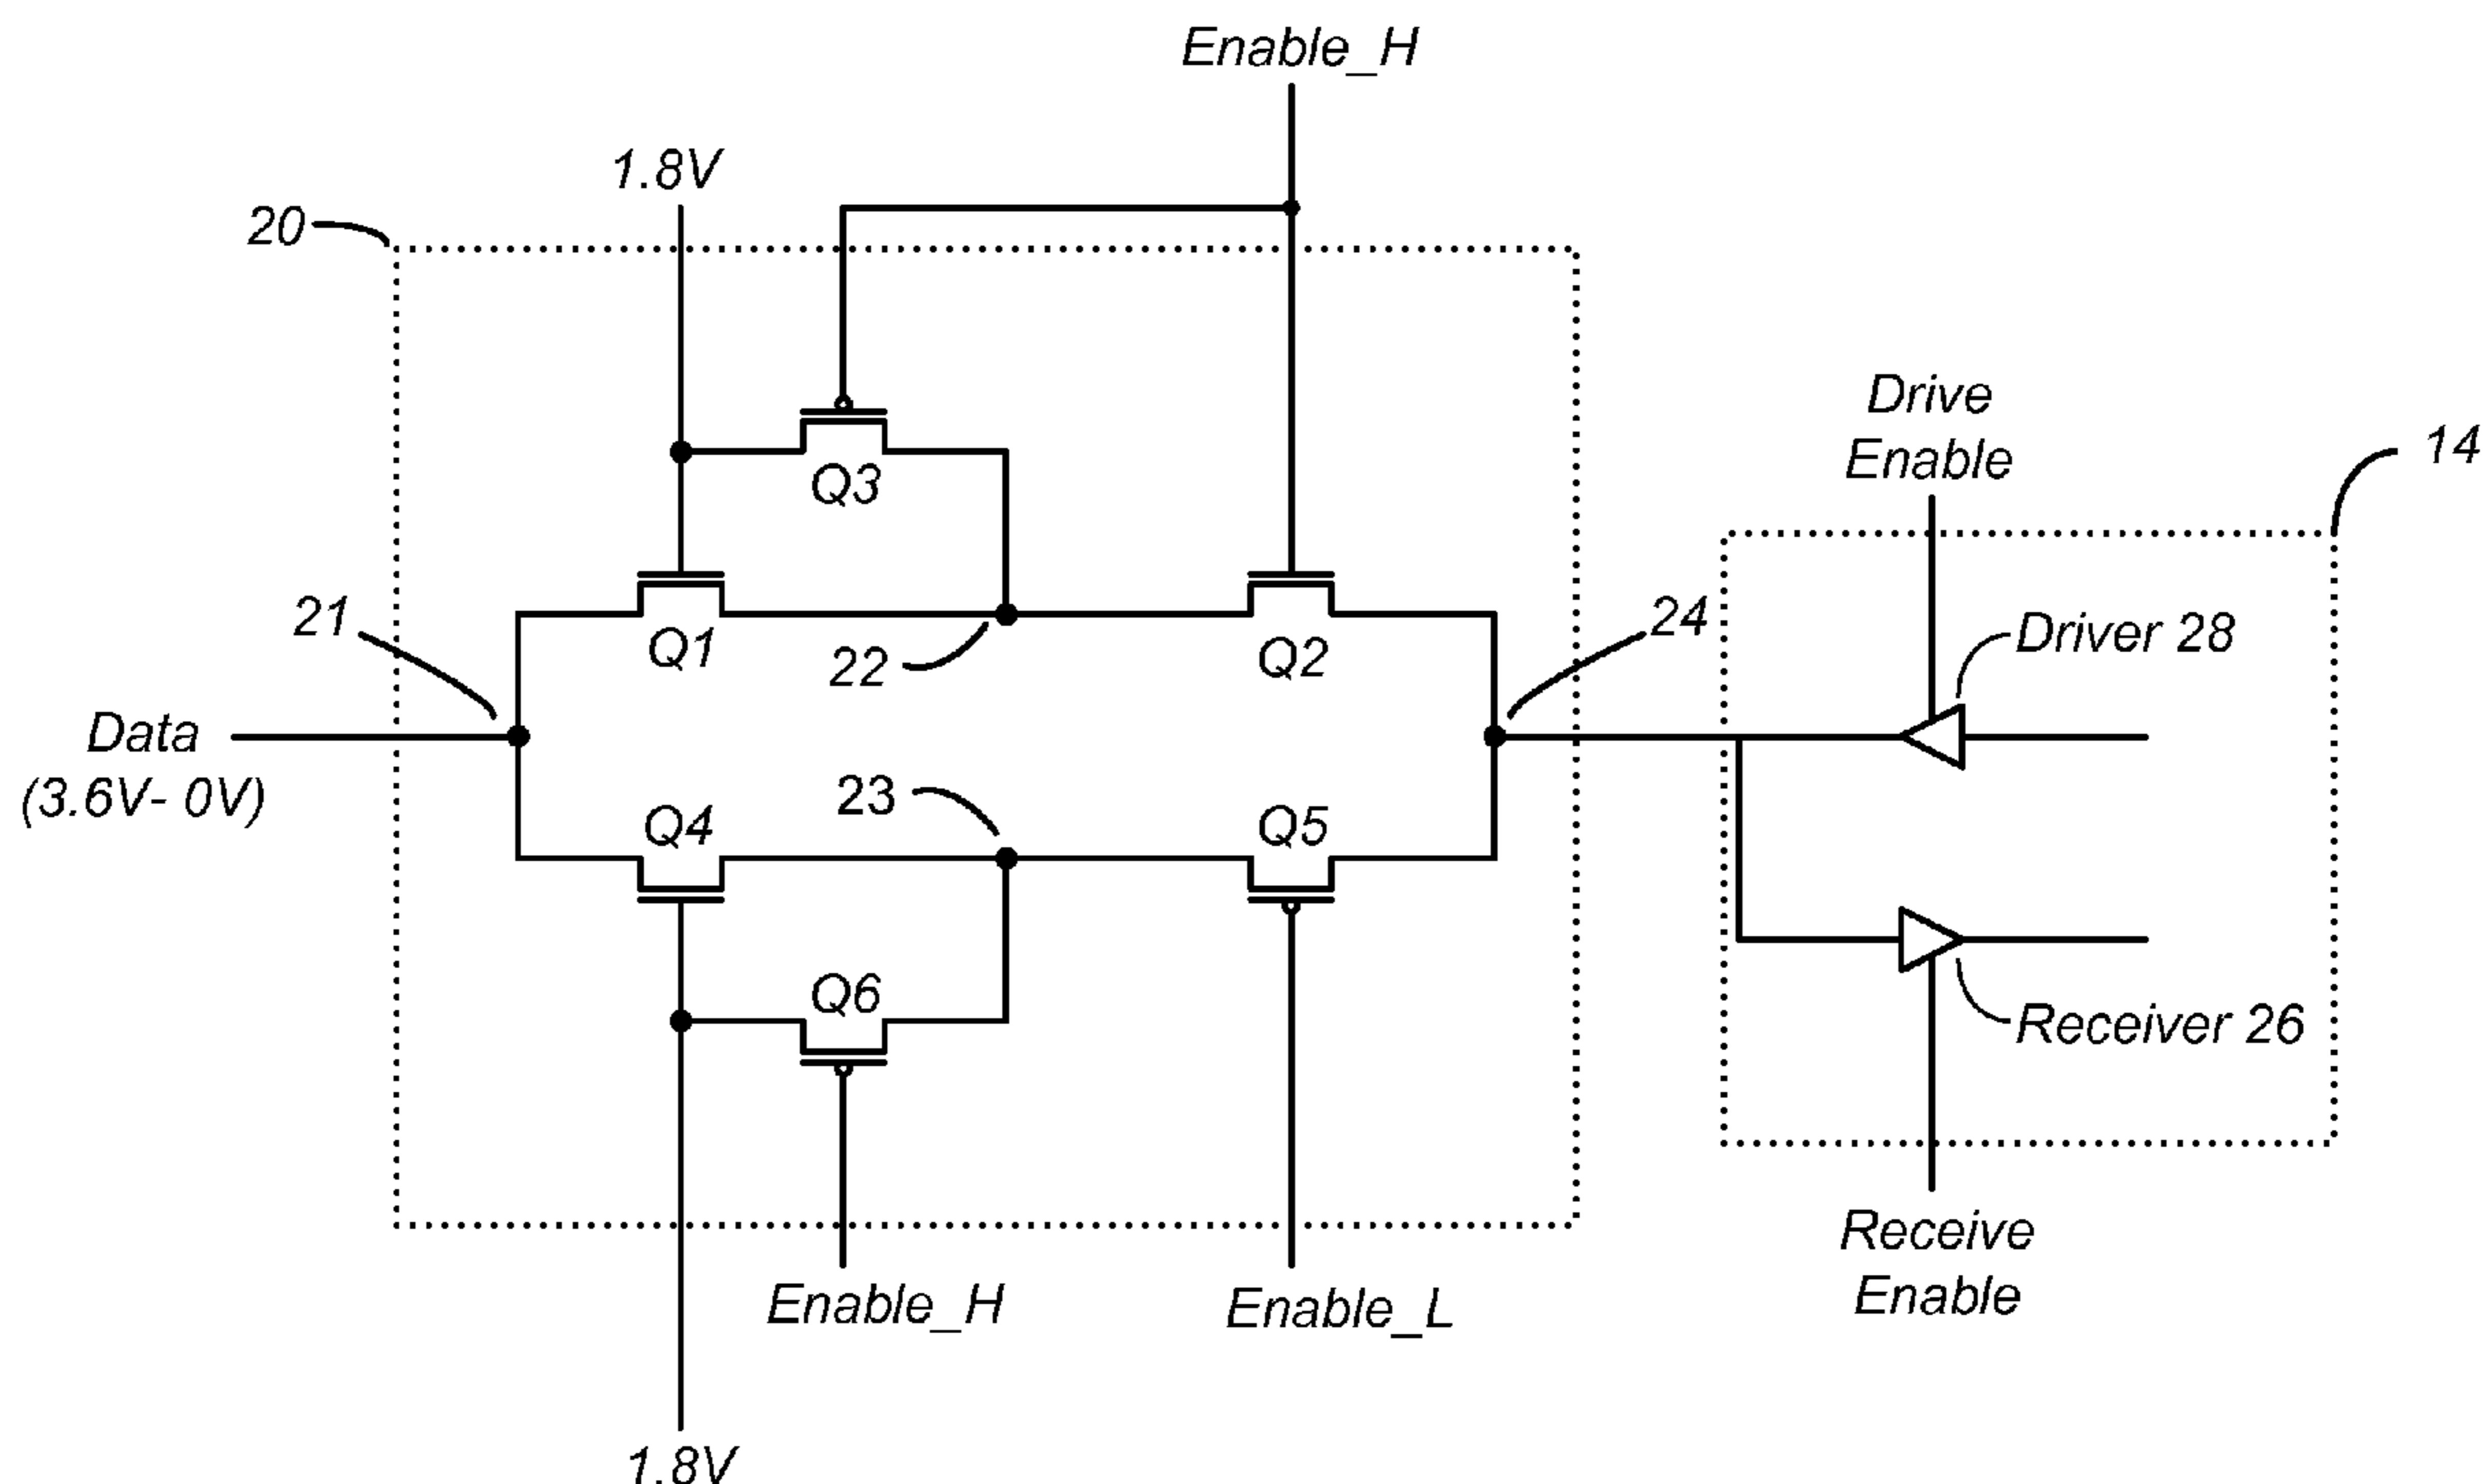 Enable_H
1.8V
20
Drive
Enable
14
Q3
21
Q1
22
Q2
24
Driver 28
Data
(3.6V- 0V)
23
Q4
Q5
Q6
Receiver 26
Enable_H
Enable_L
Receive
Enable
1.8V